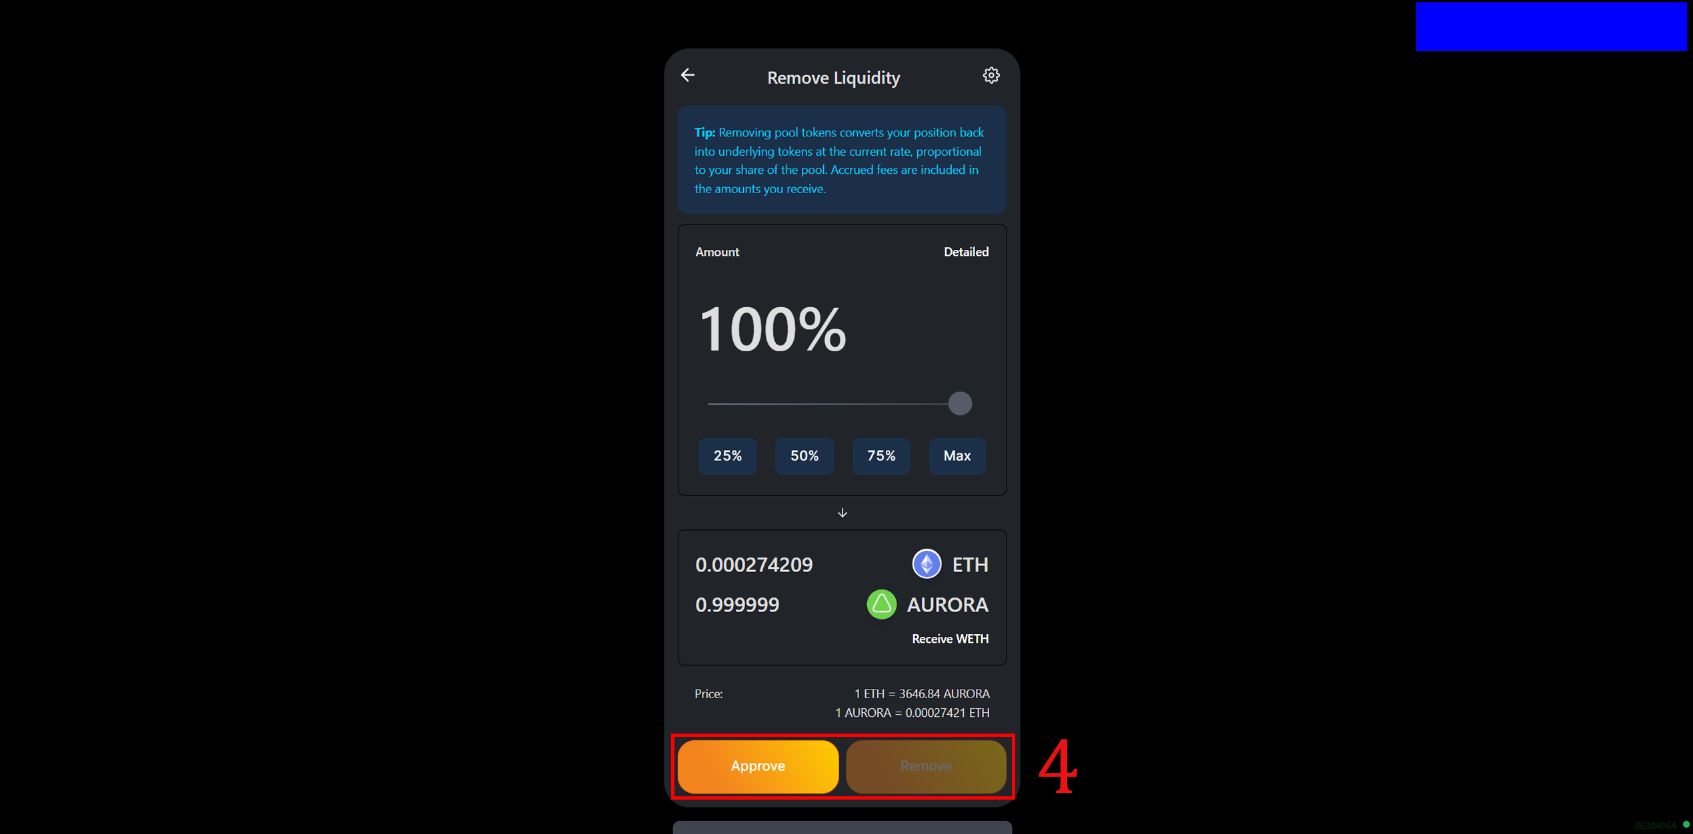 Remove Liquidity
Tip: Removing pool tokens converts your position back
into underlying tokens at the current rate, proportional
to your share of the pool. Accrued fees are included in
the amounts you receive.
Amount Detailed
100%
25% 50% 75% Max
↓
0.000274209 ETH
0.999999 AURORA
Receive WETH
Price: 1 ETH = 3646.84 AURORA
1 AURORA = 0.00027421 ETH
Approve Remove 4